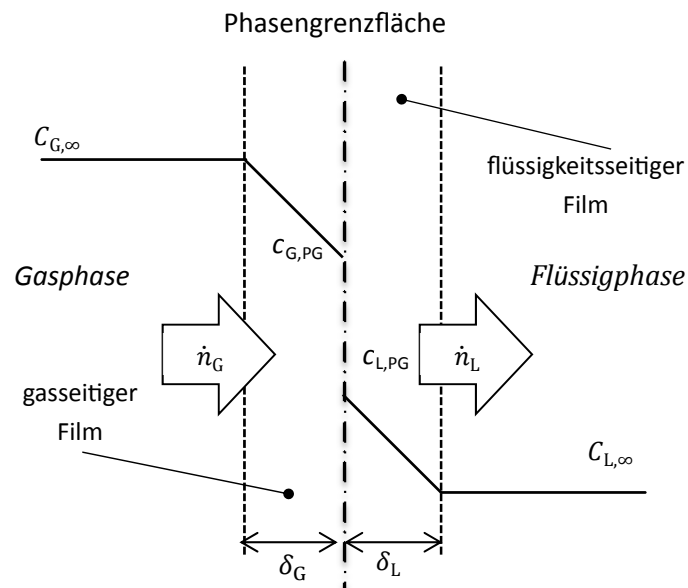 Phasengrenzfläche
C_G,∞
flüssigkeitsseitiger
Film
c_G,PG
Gasphase
Flüssigphase
ṅ_G
c_L,PG
ṅ_L
gasseitiger
Film
C_L,∞
δ_G
δ_L